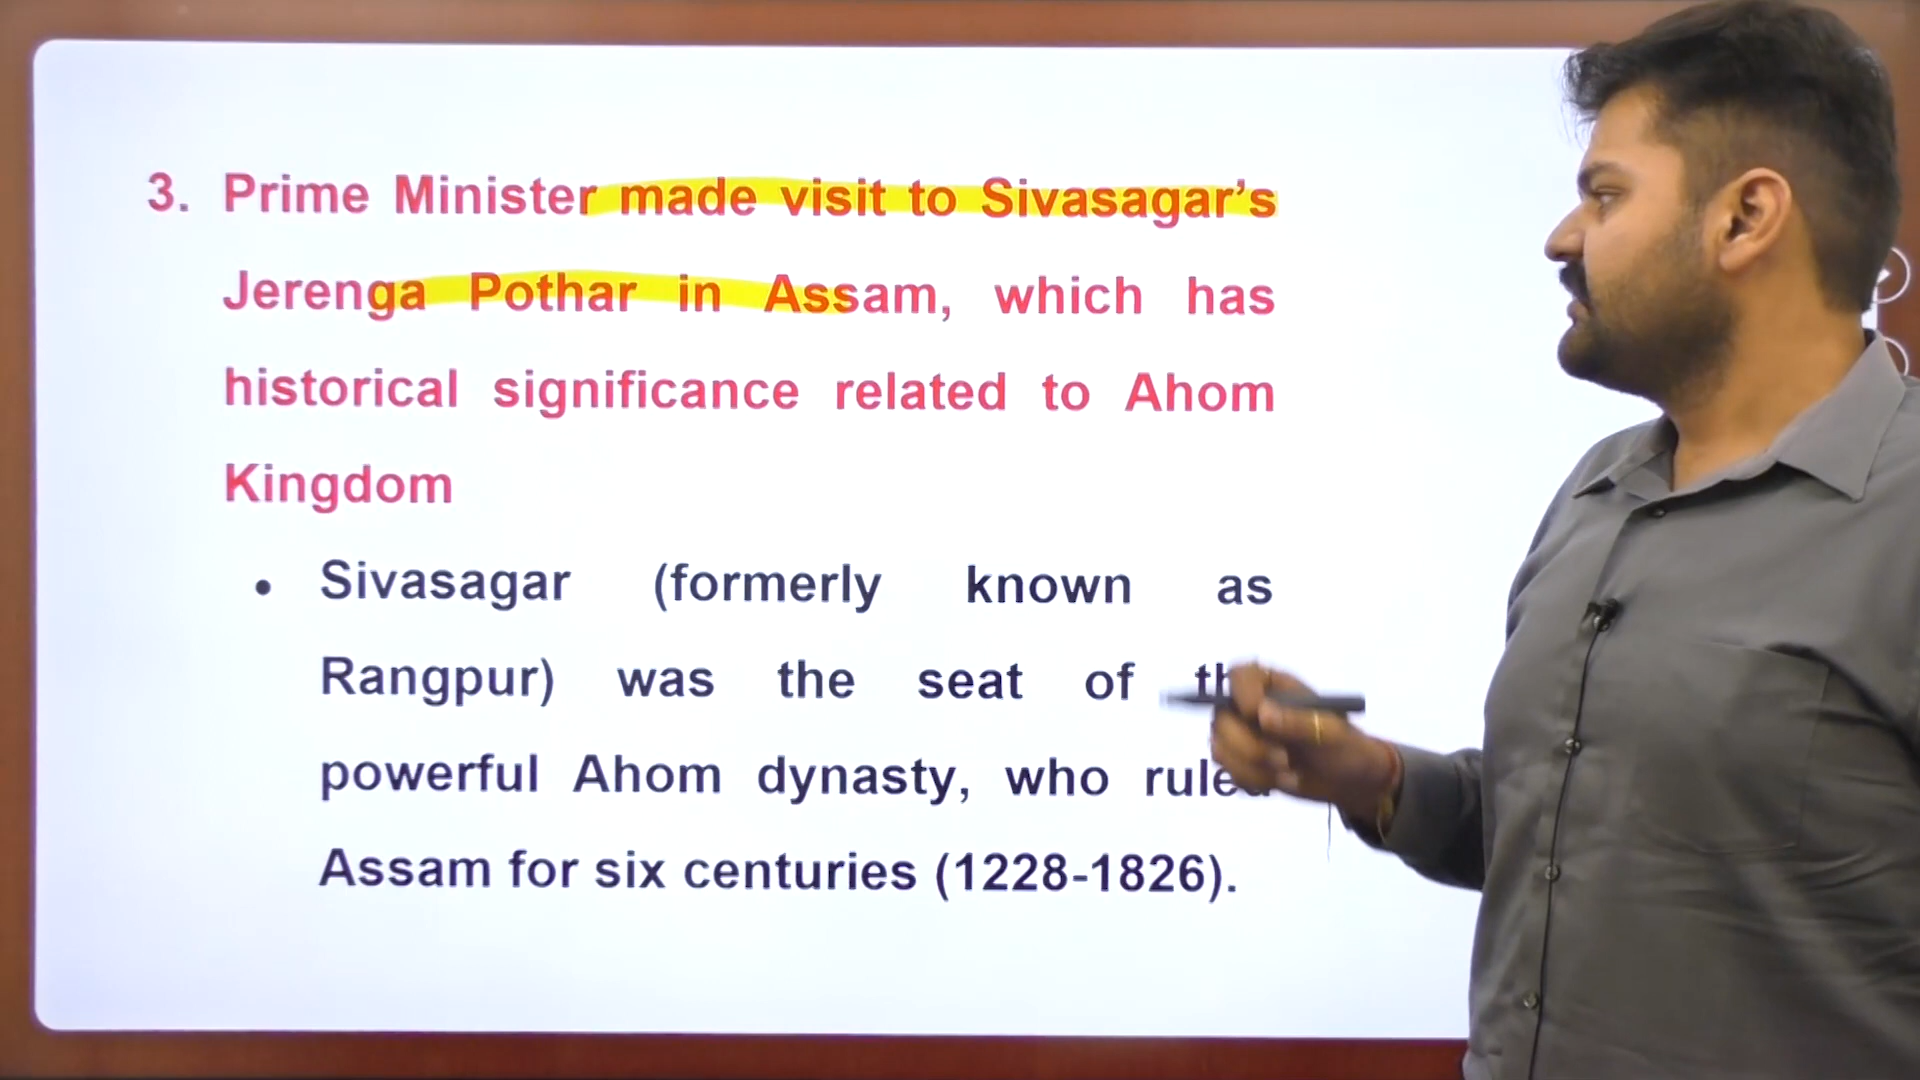 3. Prime Minister made visit to Sivasagar's
Jerenga Pothar in Assam, which has
historical significance related to Ahom
Kingdom
• Sivasagar (formerly known as
Rangpur) was the seat of
powerful Ahom dynasty, who
Assam for six centuries (1228-1826).